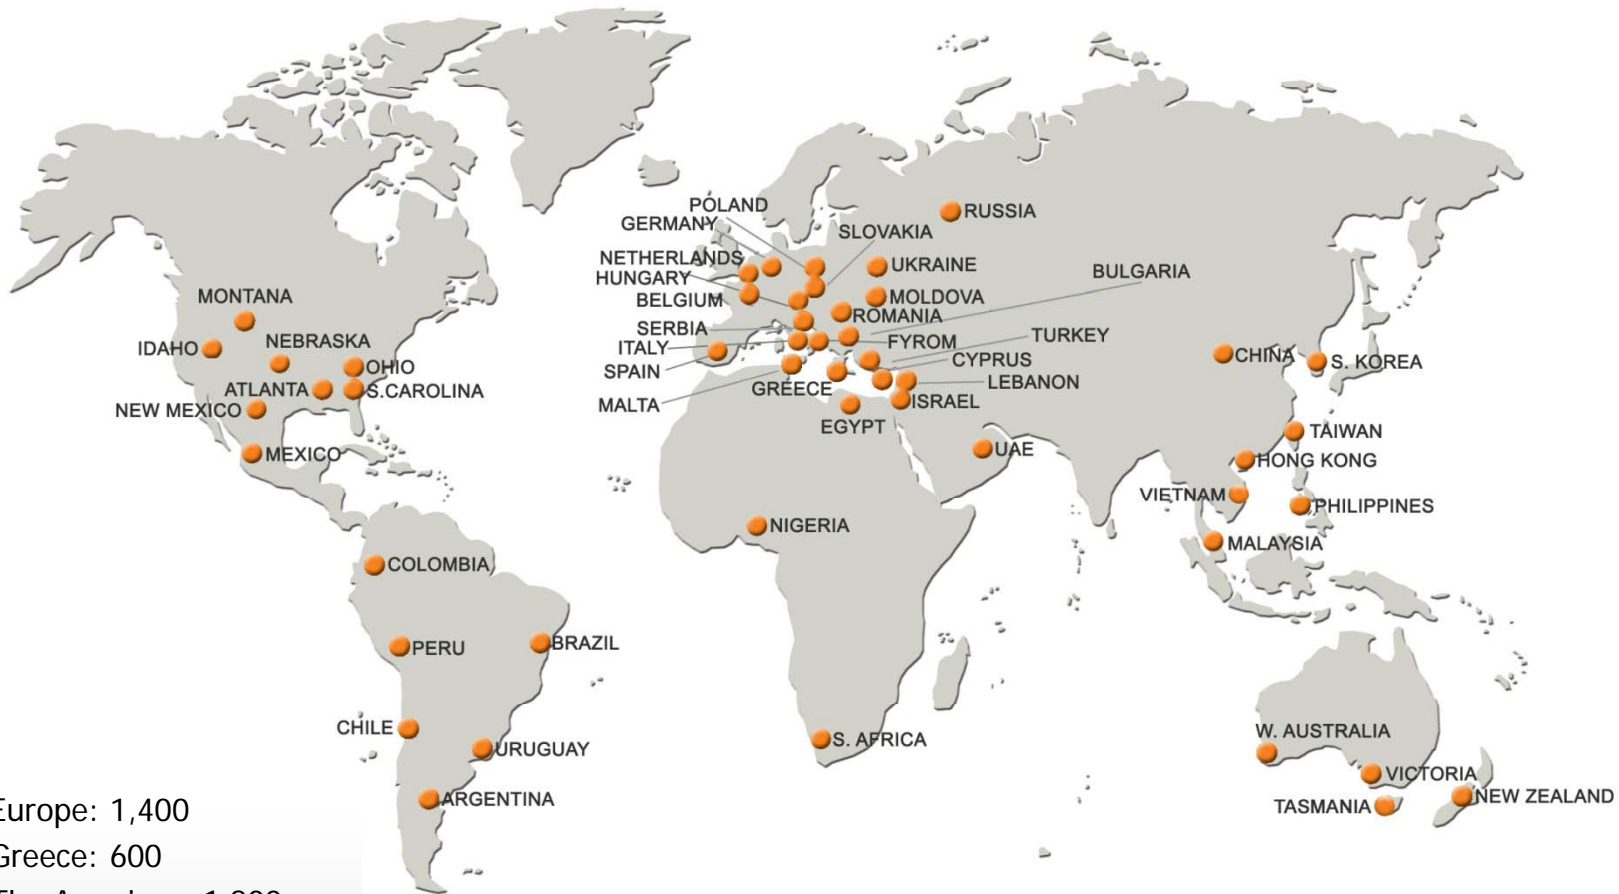 PÓLAND
GERMANY
RUSSIA
SLOVAKIA
NETHERLANDS
UKRAINE
BULGARIA
HUNGARY
MONTANA
BELGIUM
MOLDOVA
ROMANIA
SERBIA
TURKEY
NEBRASKA
IDAHO
ITALY
FYROM
CYPRUS
CHINA
S. KOREA
OHIO
SPAIN
LEBANON
ATLANTA
S.CAROLINA
GREECE
ISRAEL
NEW MEXICO
MALTA
EGYPT
TAIWAN
MEXICO
UAE
HONG KONG
VIETNAM
PHILIPPINES
NIGERIA
MALAYSIA
COLOMBIA
PERU
BRAZIL
CHILE
W. AUSTRALIA
S. AFRICA
URUGUAY
VICTORIA
ARGENTINA
NEW ZEALAND
TASMANIA
Europe: 1,400
Greece: 600